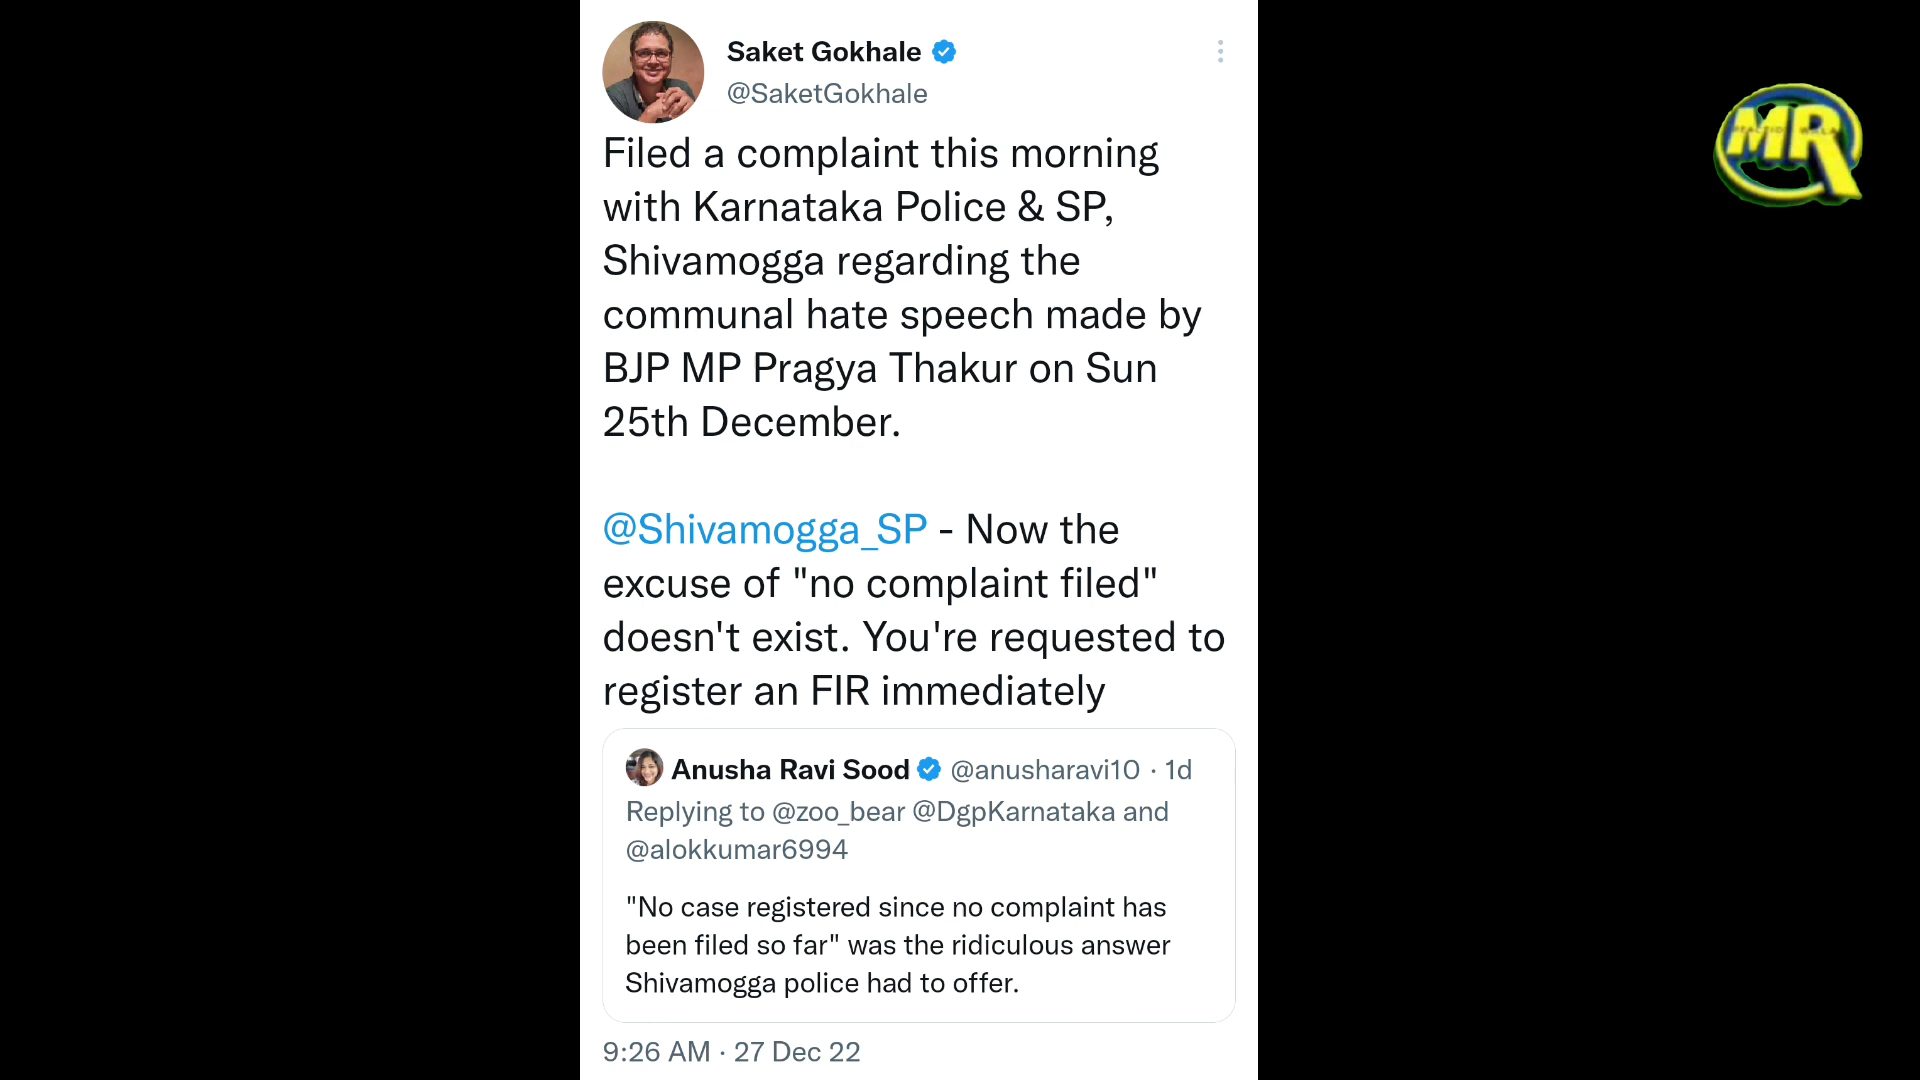 Saket Gokhale
@SaketGokhale
Filed a complaint this morning
with Karnataka Police & SP,
Shivamogga regarding the
communal hate speech made by
BJP MP Pragya Thakur on Sun
25th December.
@Shivamogga_SP - Now the
excuse of "no complaint filed"
doesn't exist. You're requested to
register an FIR immediately
Anusha Ravi Sood @anusharavi10 · 1d
Replying to @zoo_bear @DgpKarnataka and
@alokkumar6994
"No case registered since no complaint has
been filed so far" was the ridiculous answer
Shivamogga police had to offer.
9:26 AM · 27 Dec 22
MR